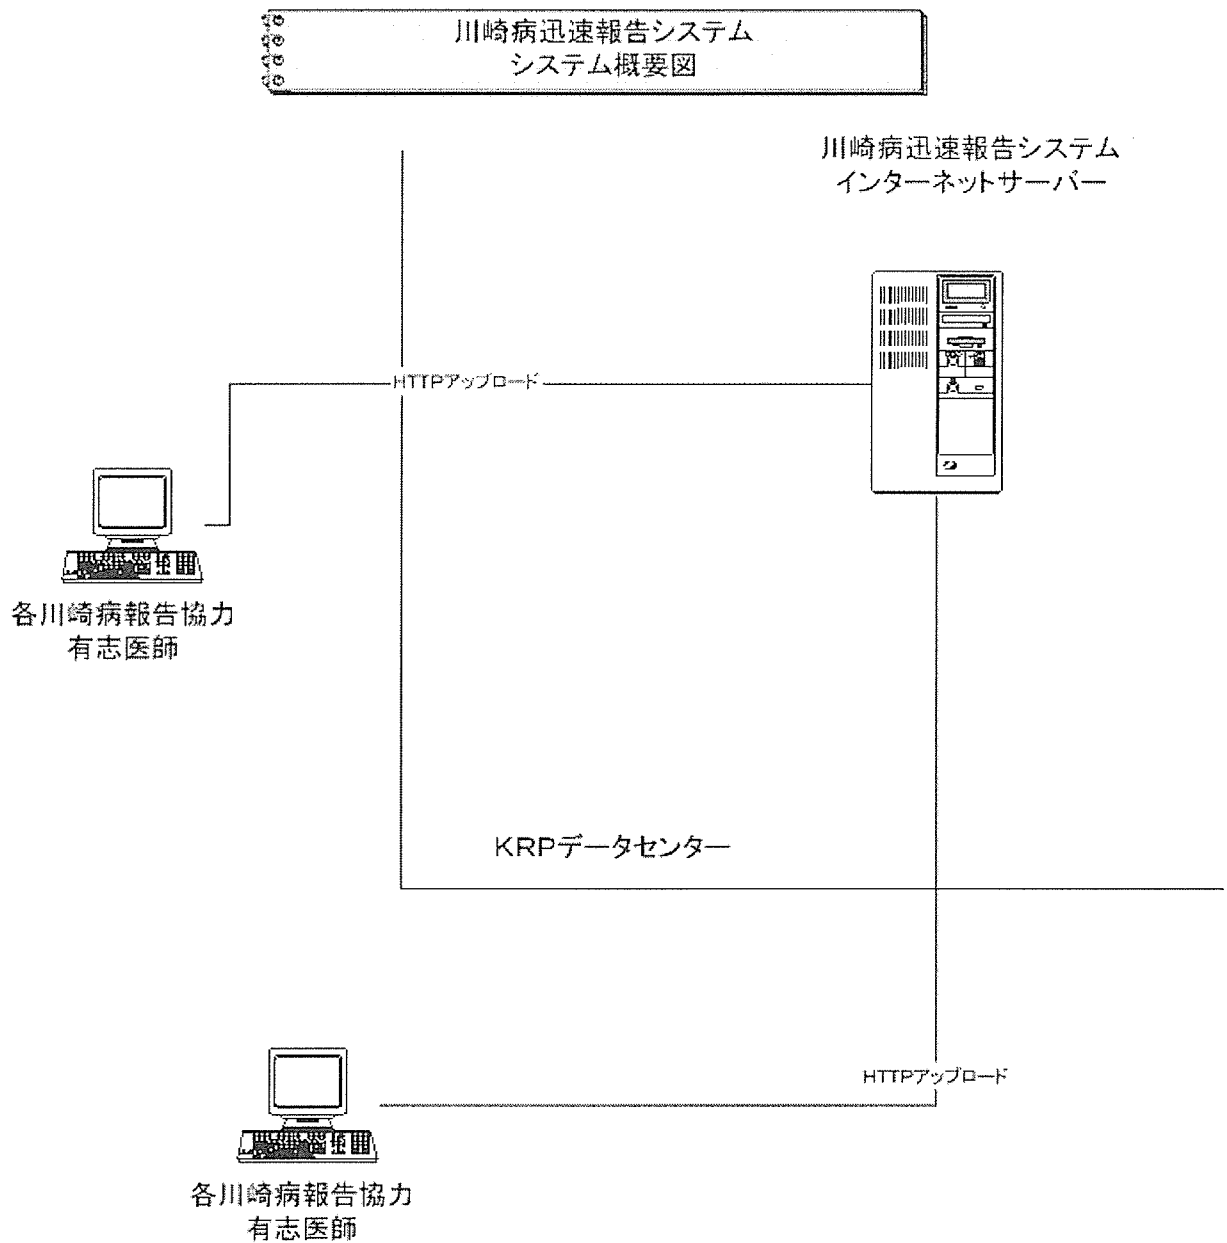 川崎病迅速報告システム
システム概要図
川崎病迅速報告システム
インターネットサーバー
HTTPアップロード
各川崎病報告協力
有志医師
KRPデータセンター
HTTPアップロード
各川崎病報告協力
有志医師